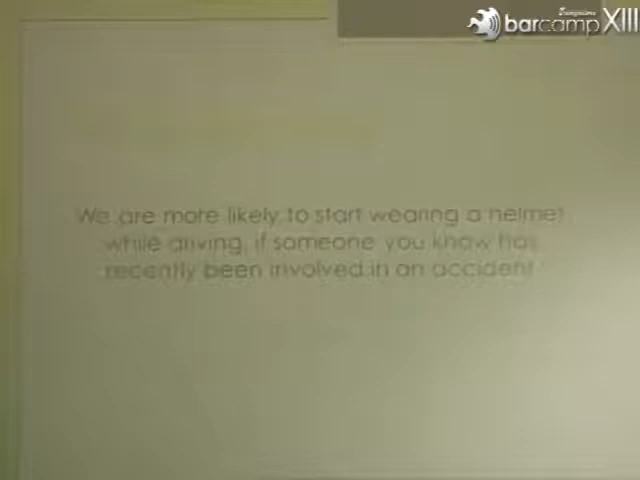 barcamp XIII
We are more likely to start wearing a helmet
while driving, if someone you know has
recently been involved in an accident